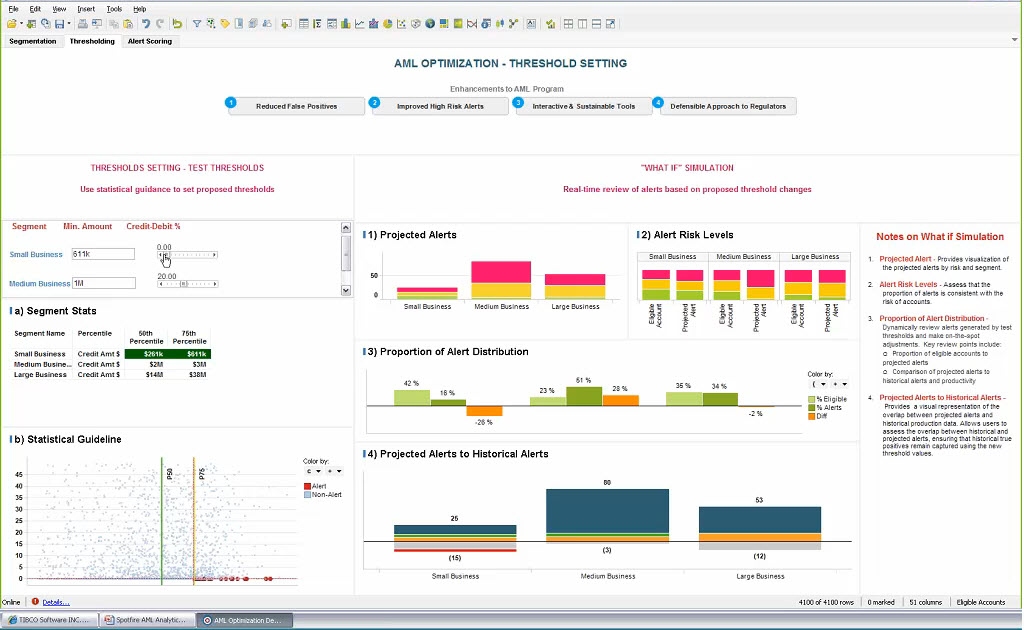 File Edit View Insert Tools Help
Segmentation Thresholding Alert Scoring
AML OPTIMIZATION - THRESHOLD SETTING
Enhancements to AML Program
1 Reduced False Positives 2 Improved High Risk Alerts 3 Interactive & Sustainable Tools 4 Defensible Approach to Regulators
THRESHOLDS SETTING - TEST THRESHOLDS
Use statistical guidance to set proposed thresholds
"WHAT IF" SIMULATION
Real-time review of alerts based on proposed threshold changes
Segment Min. Amount Credit-Debit %
Small Business 611k 0.00
Medium Business 1M 20.00
a) Segment Stats
Segment Name Percentile 50th Percentile 75th Percentile
Small Business Credit Amt $ $261k $611k
Medium Busine... Credit Amt $ $2M $3M
Large Business Credit Amt $ $14M $38M
b) Statistical Guideline
45
40
35
30
25
20
15
10
5
0
P50
P75
Color by:
Alert
Non-Alert
1) Projected Alerts
50
0
Small Business Medium Business Large Business
2) Alert Risk Levels
Small Business Medium Business Large Business
Eligible Account
Projected Alert
Eligible Account
Projected Alert
Eligible Account
Projected Alert
3) Proportion of Alert Distribution
42 % 16 % -26 % 23 % 51 % 28 % 35 % 34 % -2 %
Color by:
% Eligible
% Alerts
Diff
4) Projected Alerts to Historical Alerts
25 80 53
(15) (3) (12)
Small Business Medium Business Large Business
Notes on What if Simulation
1. Projected Alert - Provides visualization of
the projected alerts by risk and segment.
2. Alert Risk Levels - Assess that the
proportion of alerts is consistent with the
risk of accounts.
3. Proportion of Alert Distribution -
Dynamically review alerts generated by test
thresholds and make on-the-spot
adjustments. Key review points include:
o Proportion of eligible accounts to
projected alerts
o Comparison of projected alerts to
historical alerts and productivity
4. Projected Alerts to Historical Alerts -
Provides a visual representation of the
overlap between projected alerts and
historical production data. Allows users to
assess the overlap between historical and
projected alerts, ensuring that historical true
positives remain captured using the new
threshold values.
Online Details... 4100 of 4100 rows 0 marked 51 columns Eligible Accounts
TIBCO Software INC.... Spotfire AML Analytic... AML Optimization De...